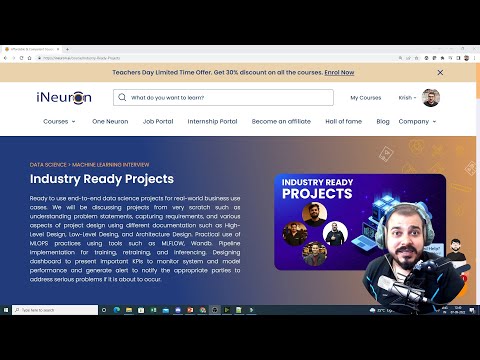 Teachers Day Limited Time Offer. Get 30% discount on all the courses. Enrol Now
iNeuron
What do you want to learn?
My Courses
Krish
Courses
One Neuron
Job Portal
Internship Portal
Become an affiliate
Hall of fame
Blog
Company
DATA SCIENCE > MACHINE LEARNING INTERVIEW
Industry Ready Projects
Ready to use end-to-end data science projects for real-world business use
cases. We will be discussing projects from very scratch such as
understanding problem statements, capturing requirements, and various
aspects of project design using different documentation such as High-
Level Design, Low-level Desing, and Architecture Design. Practical use of
MLOPS practices using tools such as MLFLOW, Wandb. Pipeline
implementation for training, retraining, and inferencing. Designing
dashboad to present important KPIs to monitor system and model
performance and generate alert to notify the appropriate parties to
address serious problems if it is about to occur.
INDUSTRY READY
PROJECTS
Type here to search